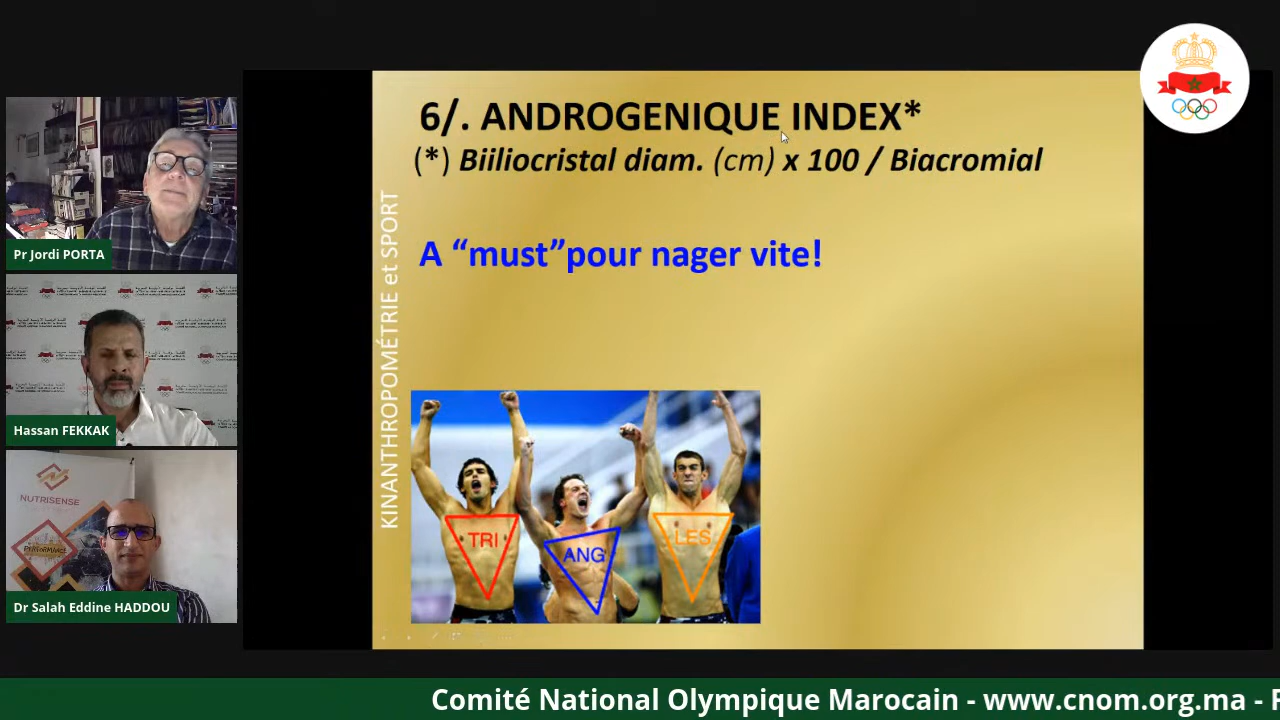 6/. ANDROGENIQUE INDEX*
(*) Biiliocristal diam. (cm) x 100 / Biacromial
A “must”pour nager vite!
KINANTHROPOMÉTRIE et SPORT
TRI
ANG
LES
Pr Jordi PORTA
Hassan FEKKAK
NUTRISENSE
PERFORMANCE
Dr Salah Eddine HADDOU
Comité National Olympique Marocain - www.cnom.org.ma -